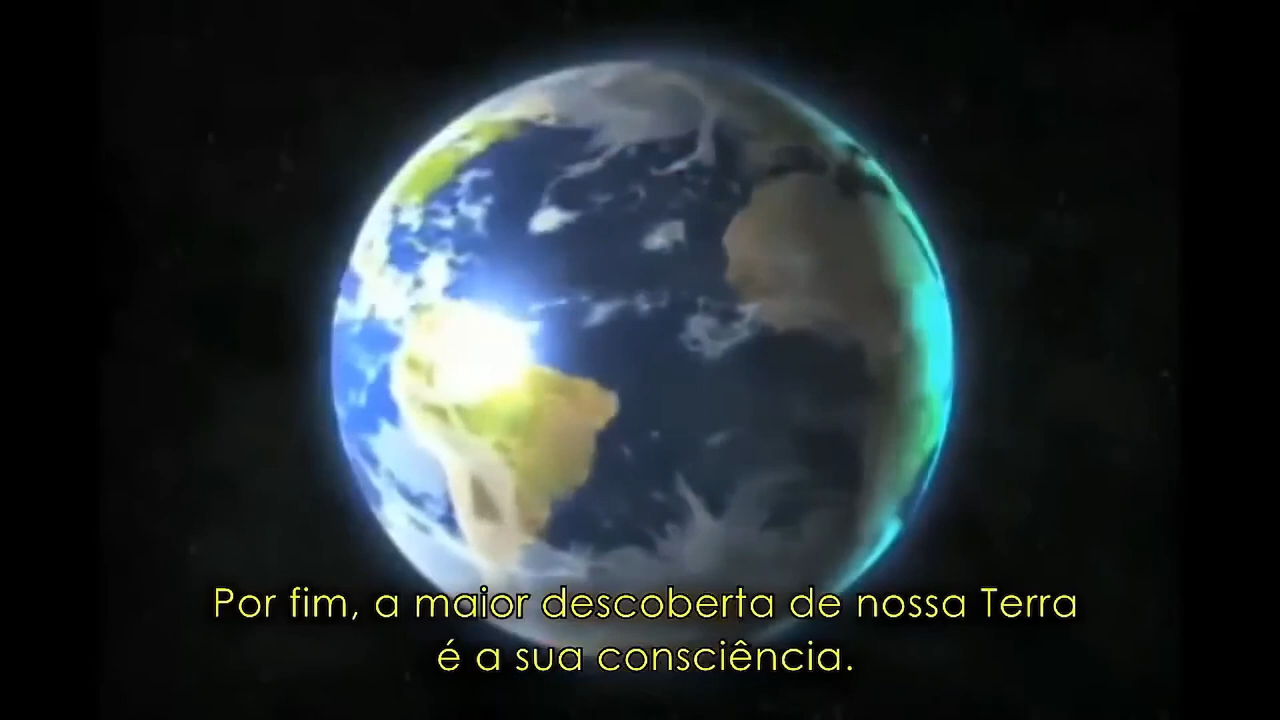 Por fim, a maior descoberta de nossa Terra
é a sua consciência.